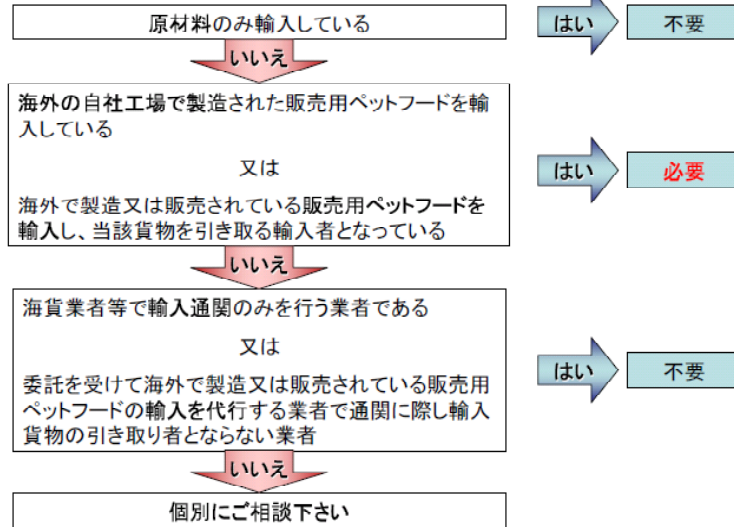 原材料のみ輸入している
はい
不要
いいえ
海外の自社工場で製造された販売用ペットフードを輸
入している
又は
海外で製造又は販売されている販売用ペットフードを
輸入し、当該貨物を引き取る輸入者となっている
はい
必要
いいえ
海貨業者等で輸入通関のみを行う業者である
又は
委託を受けて海外で製造又は販売されている販売用
ペットフードの輸入を代行する業者で通関に際し輸入
貨物の引き取り者とならない業者
はい
不要
いいえ
個別にご相談下さい